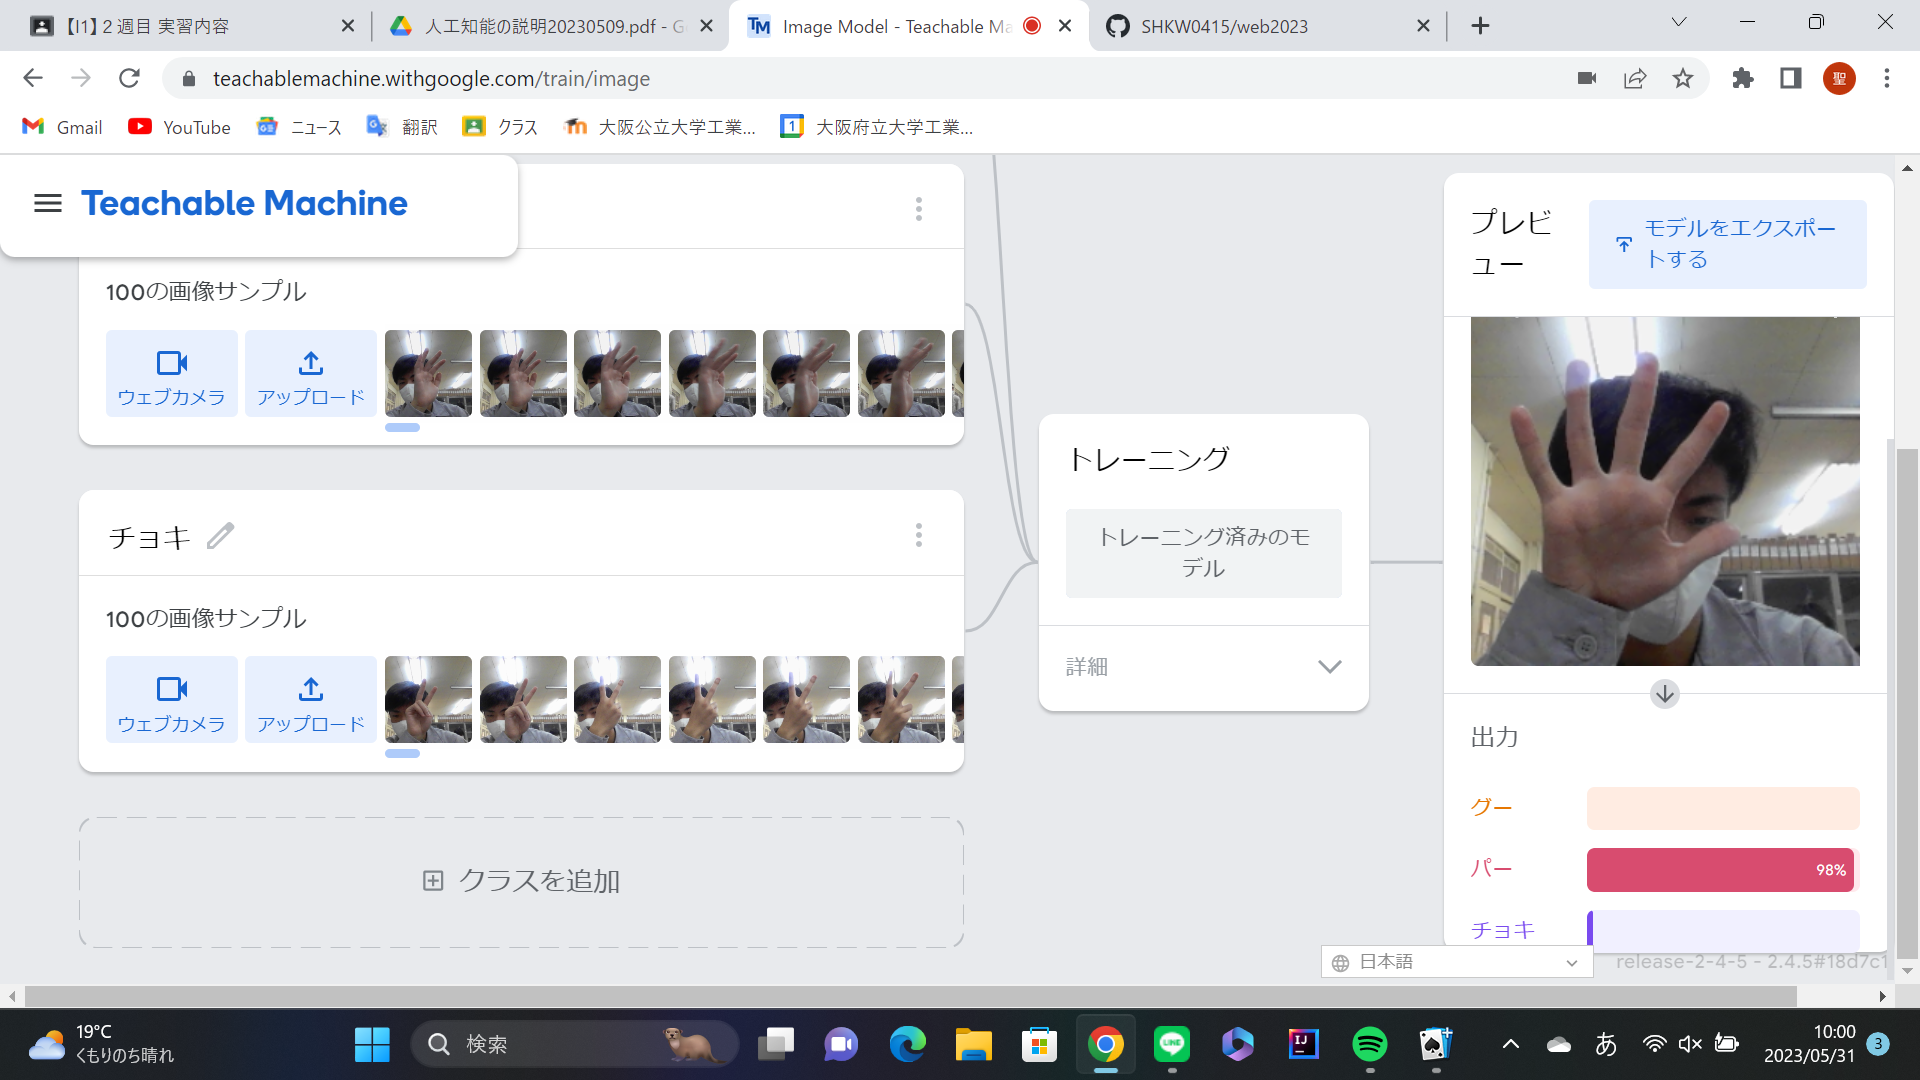 【I1】２週目 実習内容
人工知能の説明20230509.pdf - G
Image Model - Teachable Ma
SHKW0415/web2023
teachablemachine.withgoogle.com/train/image
聖
Gmail
YouTube
ニュース
翻訳
クラス
大阪公立大学工業...
1
大阪府立大学工業...
Teachable Machine
100の画像サンプル
ウェブカメラ
アップロード
チョキ
100の画像サンプル
ウェブカメラ
アップロード
クラスを追加
トレーニング
トレーニング済みのモ
デル
詳細
プレビ
ュー
モデルをエクスポー
トする
出力
グー
パー
98%
チョキ
日本語
release-2-4-5 - 2.4.5#18d7c1
19°C
くもりのち晴れ
検索
LINE
IJ
あ
10:00
2023/05/31
3